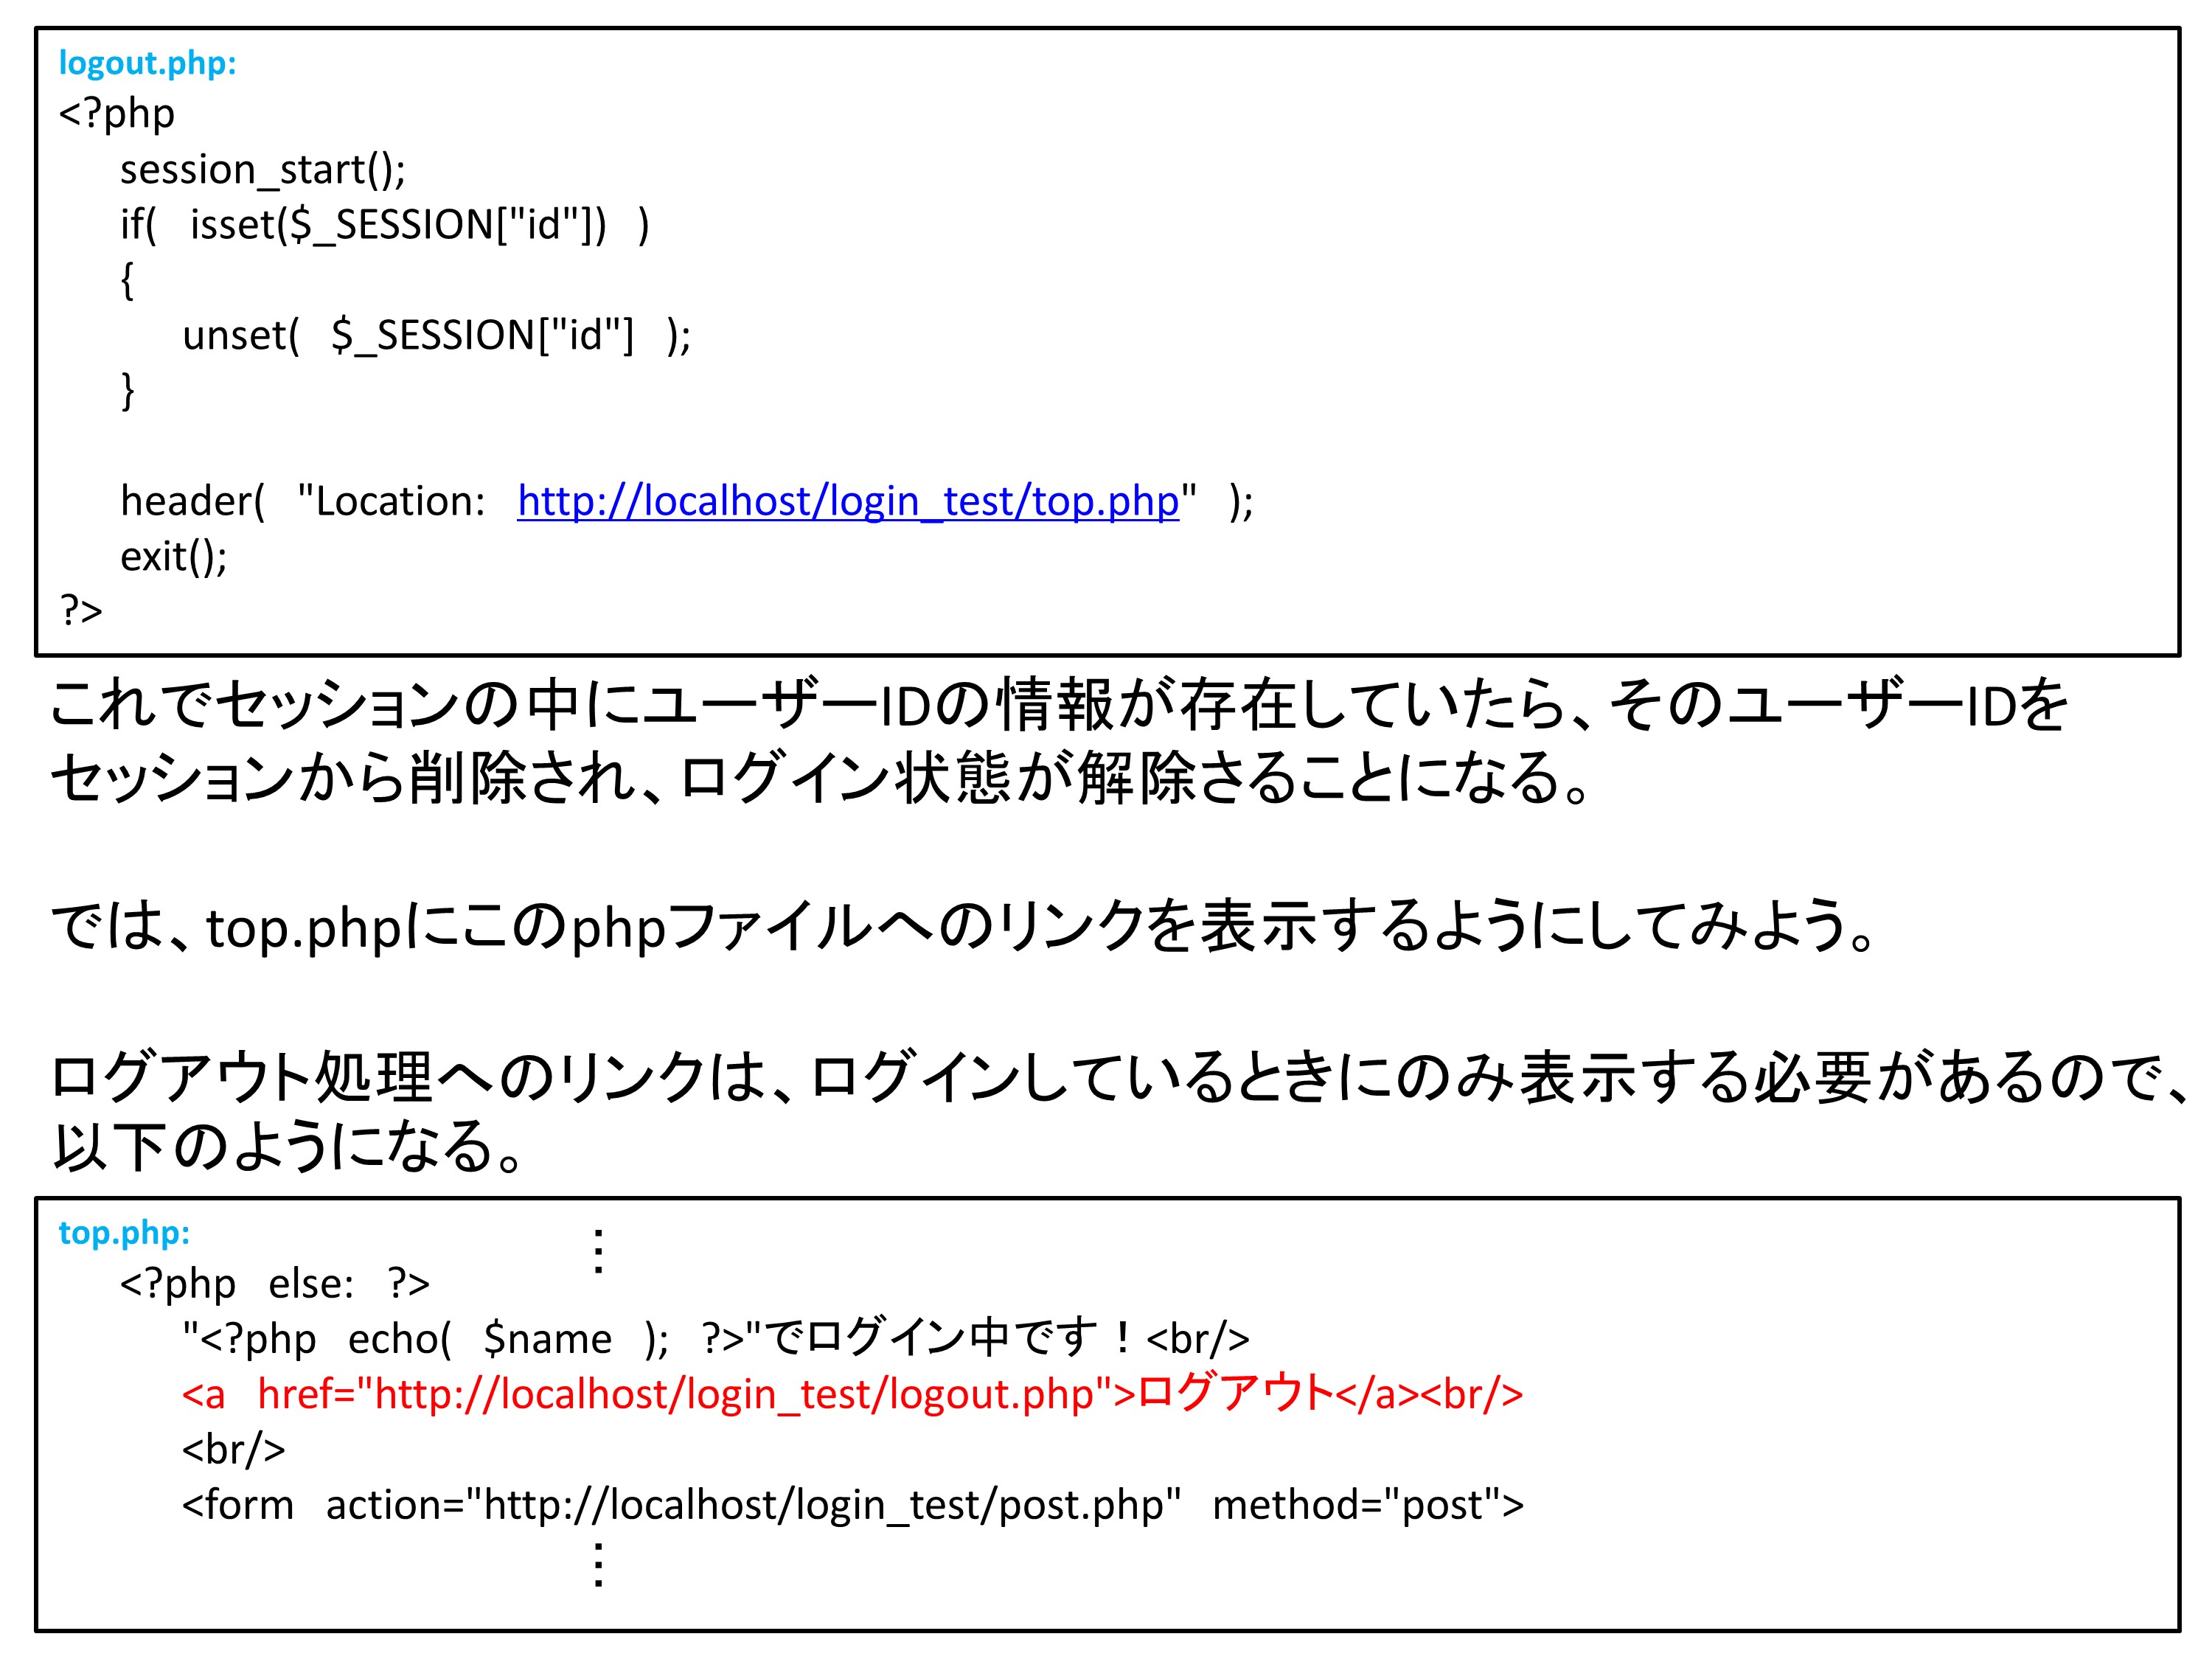 logout.php:
<?php
session_start();
if( isset($_SESSION["id"]) )
{
unset( $_SESSION["id"] );
}
header( "Location: http://localhost/login_test/top.php" );
exit();
?>
これでセッションの中にユーザーIDの情報が存在していたら、そのユーザーIDを
セッションから削除され、ログイン状態が解除さることになる。
では、top.phpにこのphpファイルへのリンクを表示するようにしてみよう。
ログアウト処理へのリンクは、ログインしているときにのみ表示する必要があるので、
以下のようになる。
top.php:
⋮
<?php else: ?>
"<?php echo( $name ); ?>"でログイン中です！<br/>
<a href="http://localhost/login_test/logout.php">ログアウト</a><br/>
<br/>
<form action="http://localhost/login_test/post.php" method="post">
⋮